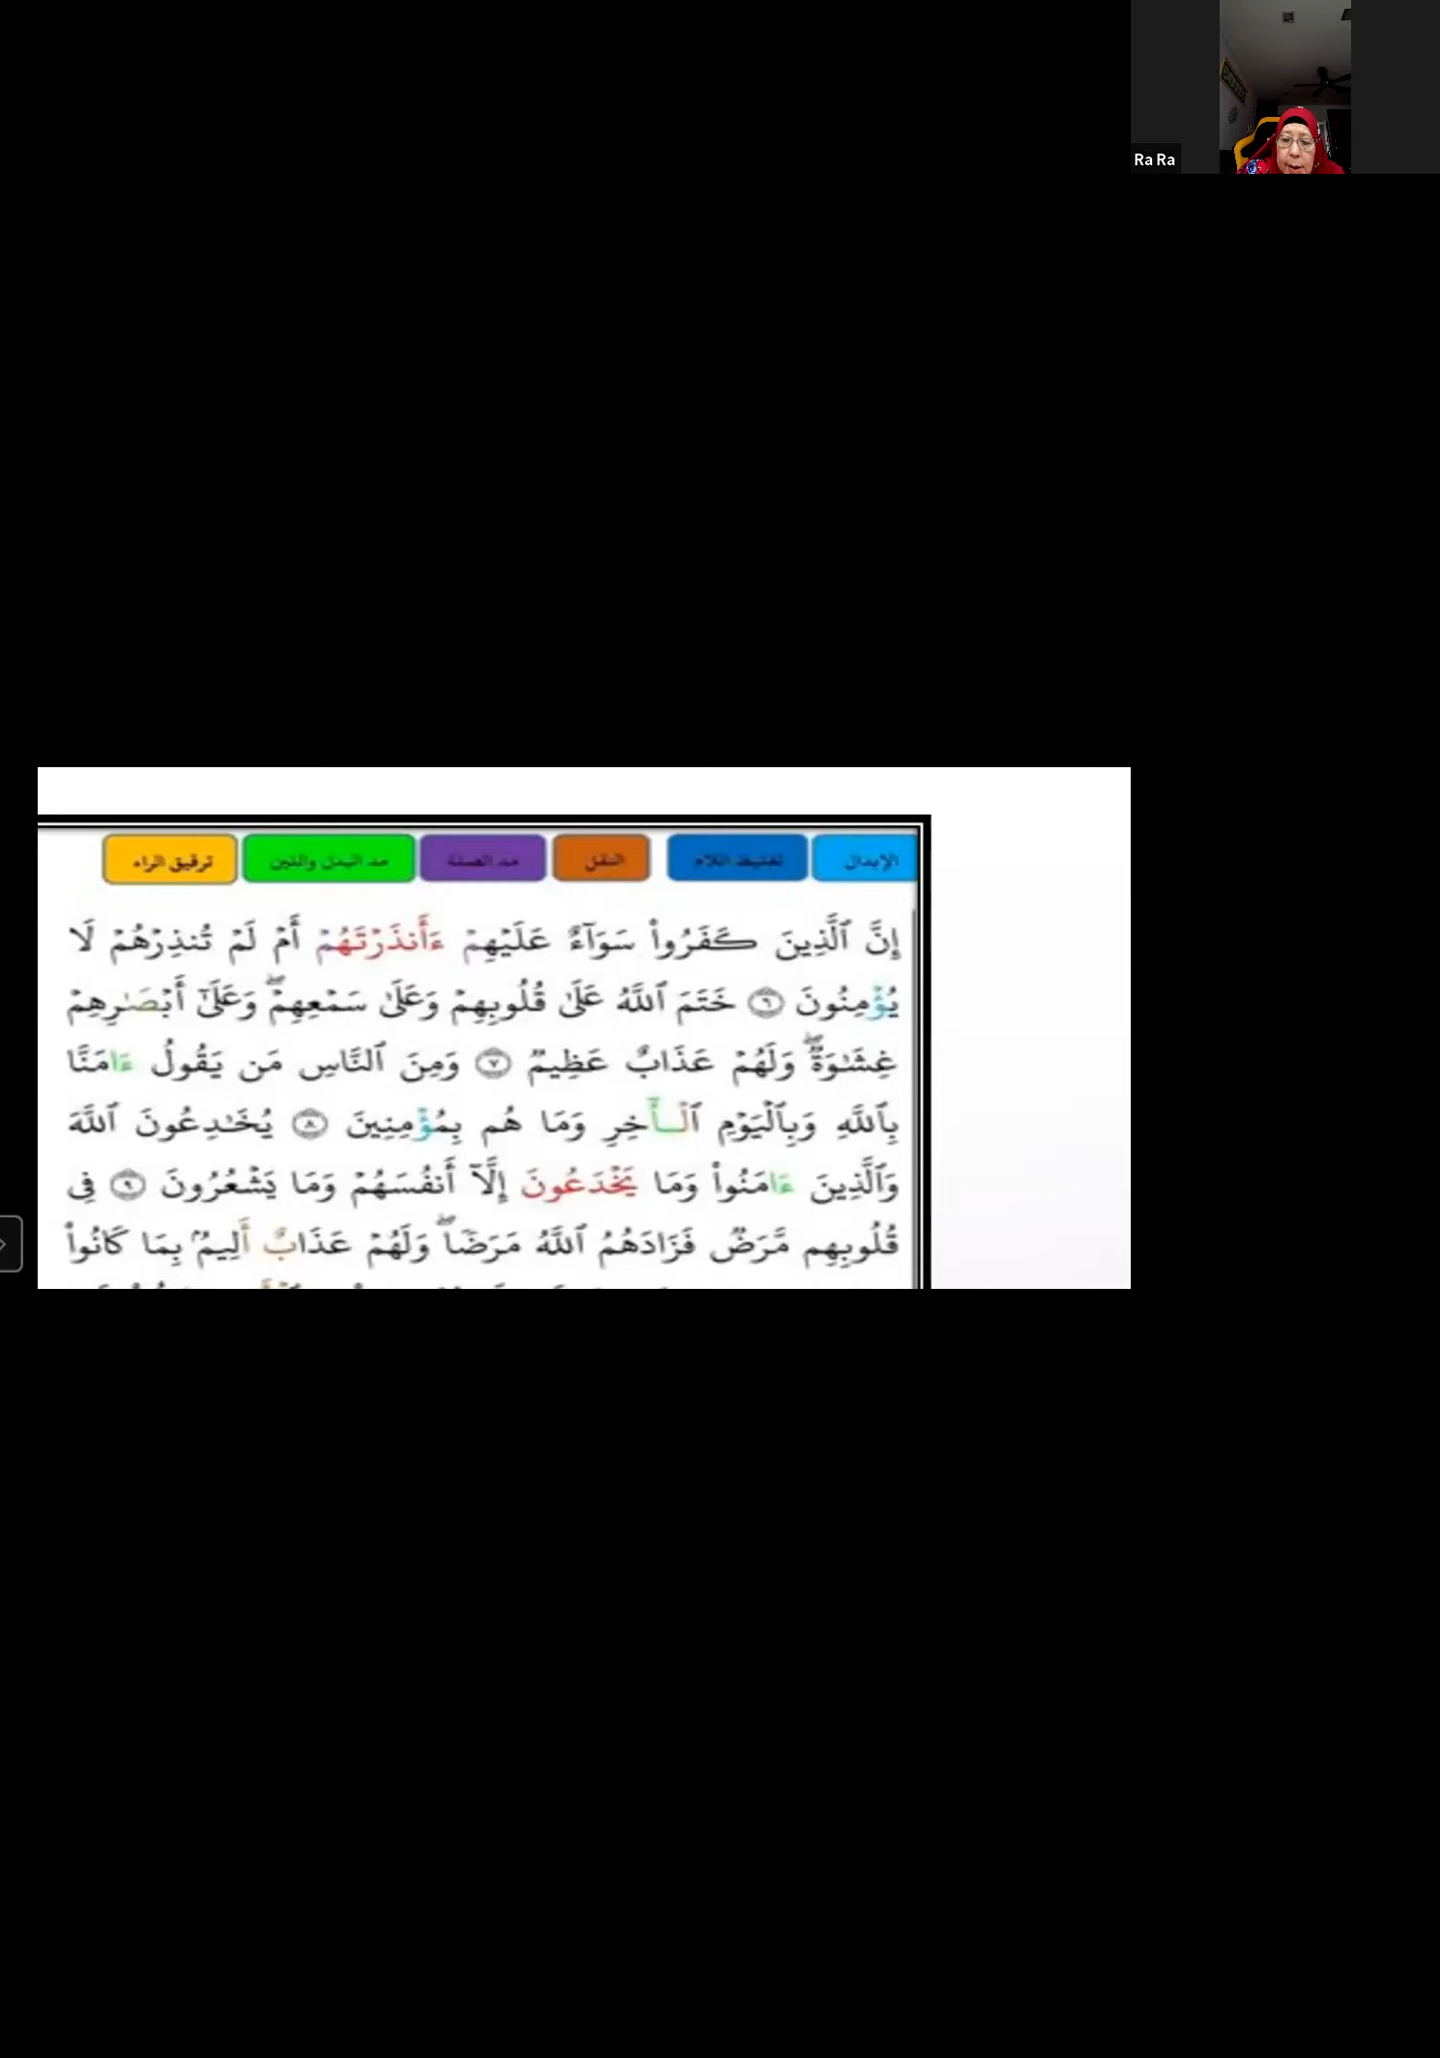 Ra Ra
الإبدال تغليظ اللام النقل مد الصلة مد البدل واللين ترقيق الراء
إِنَّ ٱلَّذِينَ كَفَرُواْ سَوَآءٌ عَلَيْهِمْ ءَأَنذَرْتَهُمْ أَمْ لَمْ تُنذِرْهُمْ لَا
يُؤْمِنُونَ ٦ خَتَمَ ٱللَّهُ عَلَىٰ قُلُوبِهِمْ وَعَلَىٰ سَمْعِهِمْۖ وَعَلَىٰٓ أَبْصَٰرِهِمْ
غِشَٰوَةٌۖ وَلَهُمْ عَذَابٌ عَظِيمٌ ٧ وَمِنَ ٱلنَّاسِ مَن يَقُولُ ءَامَنَّا
بِٱللَّهِ وَبِٱلْيَوْمِ ٱلْـَٔاخِرِ وَمَا هُم بِمُؤْمِنِينَ ٨ يُخَٰدِعُونَ ٱللَّهَ
وَٱلَّذِينَ ءَامَنُواْ وَمَا يَخْدَعُونَ إِلَّآ أَنفُسَهُمْ وَمَا يَشْعُرُونَ ٩ فِى
قُلُوبِهِم مَّرَضٌ فَزَادَهُمُ ٱللَّهُ مَرَضًاۖ وَلَهُمْ عَذَابٌ أَلِيمٌۢ بِمَا كَانُواْ